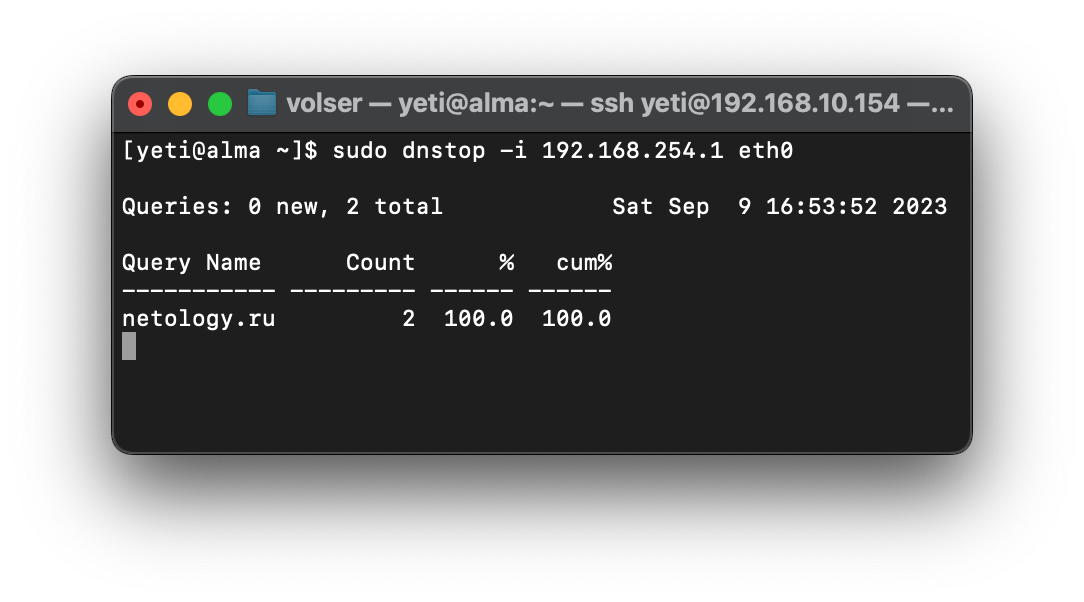 volser — yeti@alma:~ — ssh yeti@192.168.10.154 —...
[yeti@alma ~]$ sudo dnstop -i 192.168.254.1 eth0
Queries: 0 new, 2 total             Sat Sep  9 16:53:52 2023
Query Name      Count      %   cum%
----------- --------- ------ ------
netology.ru         2  100.0  100.0